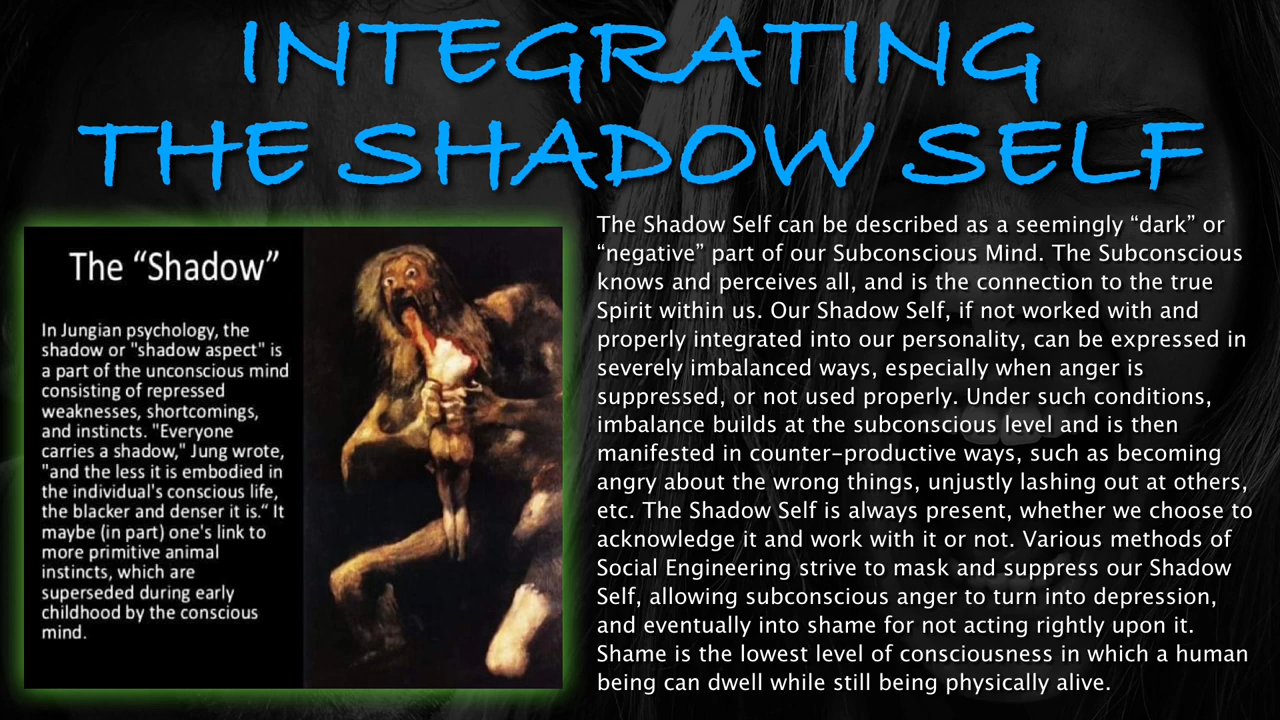 INTEGRATING
THE SHADOW SELF
The “Shadow”
In Jungian psychology, the
shadow or "shadow aspect" is
a part of the unconscious mind
consisting of repressed
weaknesses, shortcomings,
and instincts. "Everyone
carries a shadow," Jung wrote,
"and the less it is embodied in
the individual's conscious life,
the blacker and denser it is.“ It
maybe (in part) one's link to
more primitive animal
instincts, which are
superseded during early
childhood by the conscious
mind.
The Shadow Self can be described as a seemingly “dark” or
“negative” part of our Subconscious Mind. The Subconscious
knows and perceives all, and is the connection to the true
Spirit within us. Our Shadow Self, if not worked with and
properly integrated into our personality, can be expressed in
severely imbalanced ways, especially when anger is
suppressed, or not used properly. Under such conditions,
imbalance builds at the subconscious level and is then
manifested in counter-productive ways, such as becoming
angry about the wrong things, unjustly lashing out at others,
etc. The Shadow Self is always present, whether we choose to
acknowledge it and work with it or not. Various methods of
Social Engineering strive to mask and suppress our Shadow
Self, allowing subconscious anger to turn into depression,
and eventually into shame for not acting rightly upon it.
Shame is the lowest level of consciousness in which a human
being can dwell while still being physically alive.